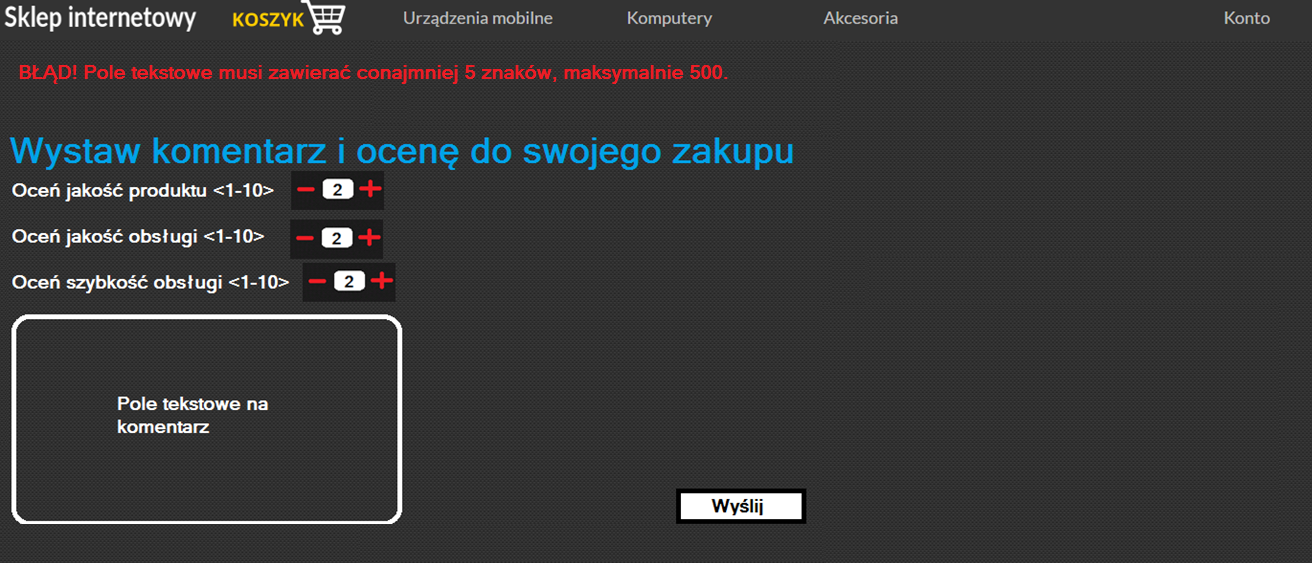 Sklep internetowy KOSZYK Urządzenia mobilne Komputery Akcesoria Konto
BŁĄD! Pole tekstowe musi zawierać conajmniej 5 znaków, maksymalnie 500.
Wystaw komentarz i ocenę do swojego zakupu
Oceń jakość produktu <1-10> − 2 +
Oceń jakość obsługi <1-10> − 2 +
Oceń szybkość obsługi <1-10> − 2 +
Pole tekstowe na
komentarz
Wyślij